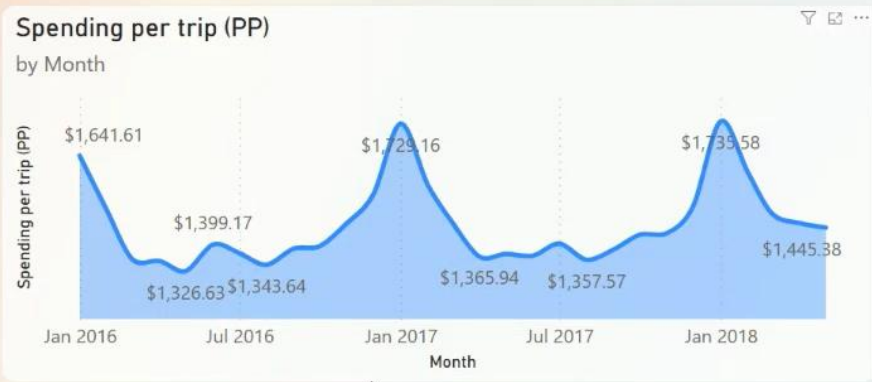 Spending per trip (PP)
by Month
Spending per trip (PP)
$1,641.61
$1,729.16
$1,735.58
$1,399.17
$1,326.63
$1,343.64
$1,365.94
$1,357.57
$1,445.38
Jan 2016
Jul 2016
Jan 2017
Jul 2017
Jan 2018
Month